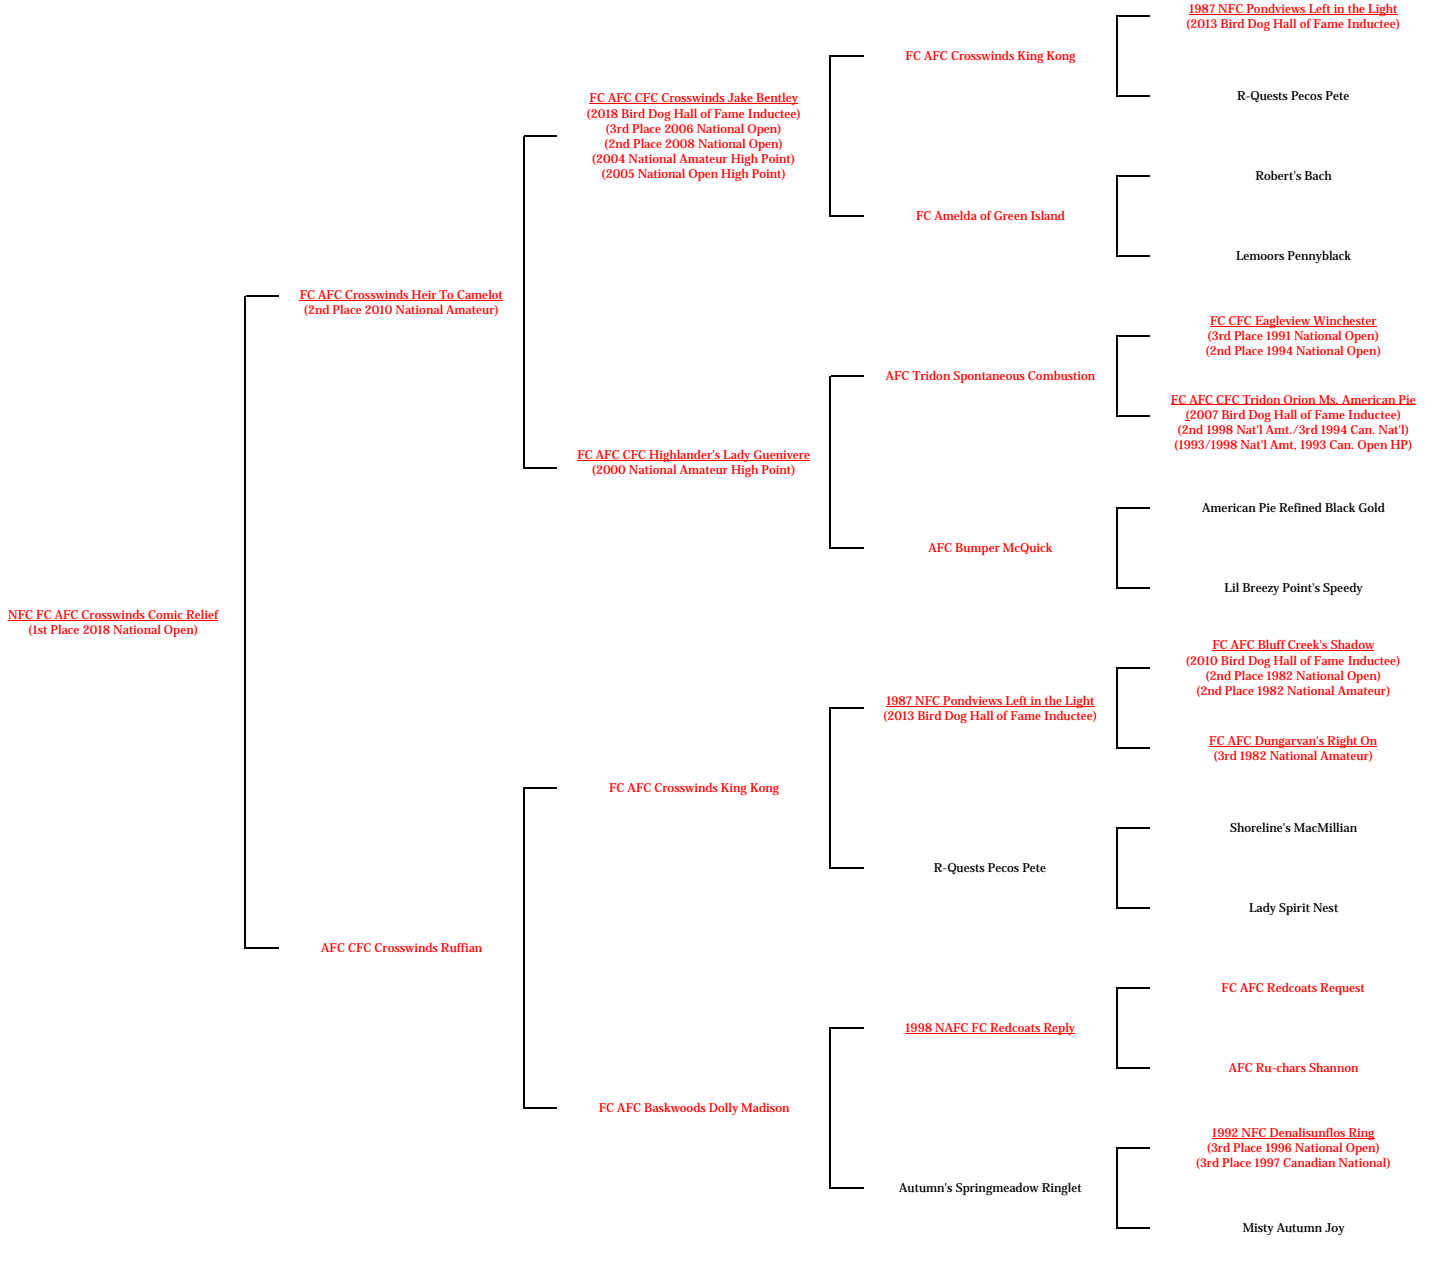 NFC FC AFC Crosswinds Comic Relief
(1st Place 2018 National Open)
FC AFC Crosswinds Heir To Camelot
(2nd Place 2010 National Amateur)
AFC CFC Crosswinds Ruffian
FC AFC CFC Crosswinds Jake Bentley
(2018 Bird Dog Hall of Fame Inductee)
(3rd Place 2006 National Open)
(2nd Place 2008 National Open)
(2004 National Amateur High Point)
(2005 National Open High Point)
FC AFC CFC Highlander's Lady Guenivere
(2000 National Amateur High Point)
FC AFC Crosswinds King Kong
FC AFC Baskwoods Dolly Madison
FC AFC Crosswinds King Kong
FC Amelda of Green Island
AFC Tridon Spontaneous Combustion
AFC Bumper McQuick
1987 NFC Pondviews Left in the Light
(2013 Bird Dog Hall of Fame Inductee)
R-Quests Pecos Pete
1998 NAFC FC Redcoats Reply
Autumn's Springmeadow Ringlet
1987 NFC Pondviews Left in the Light
(2013 Bird Dog Hall of Fame Inductee)
R-Quests Pecos Pete
Robert's Bach
Lemoors Pennyblack
FC CFC Eagleview Winchester
(3rd Place 1991 National Open)
(2nd Place 1994 National Open)
FC AFC CFC Tridon Orion Ms. American Pie
(2007 Bird Dog Hall of Fame Inductee)
(2nd 1998 Nat'l Amt./3rd 1994 Can. Nat'l)
(1993/1998 Nat'l Amt, 1993 Can. Open HP)
American Pie Refined Black Gold
Lil Breezy Point's Speedy
FC AFC Bluff Creek's Shadow
(2010 Bird Dog Hall of Fame Inductee)
(2nd Place 1982 National Open)
(2nd Place 1982 National Amateur)
FC AFC Dungarvan's Right On
(3rd 1982 National Amateur)
Shoreline's MacMillian
Lady Spirit Nest
FC AFC Redcoats Request
AFC Ru-chars Shannon
1992 NFC Denalisunflos Ring
(3rd Place 1996 National Open)
(3rd Place 1997 Canadian National)
Misty Autumn Joy